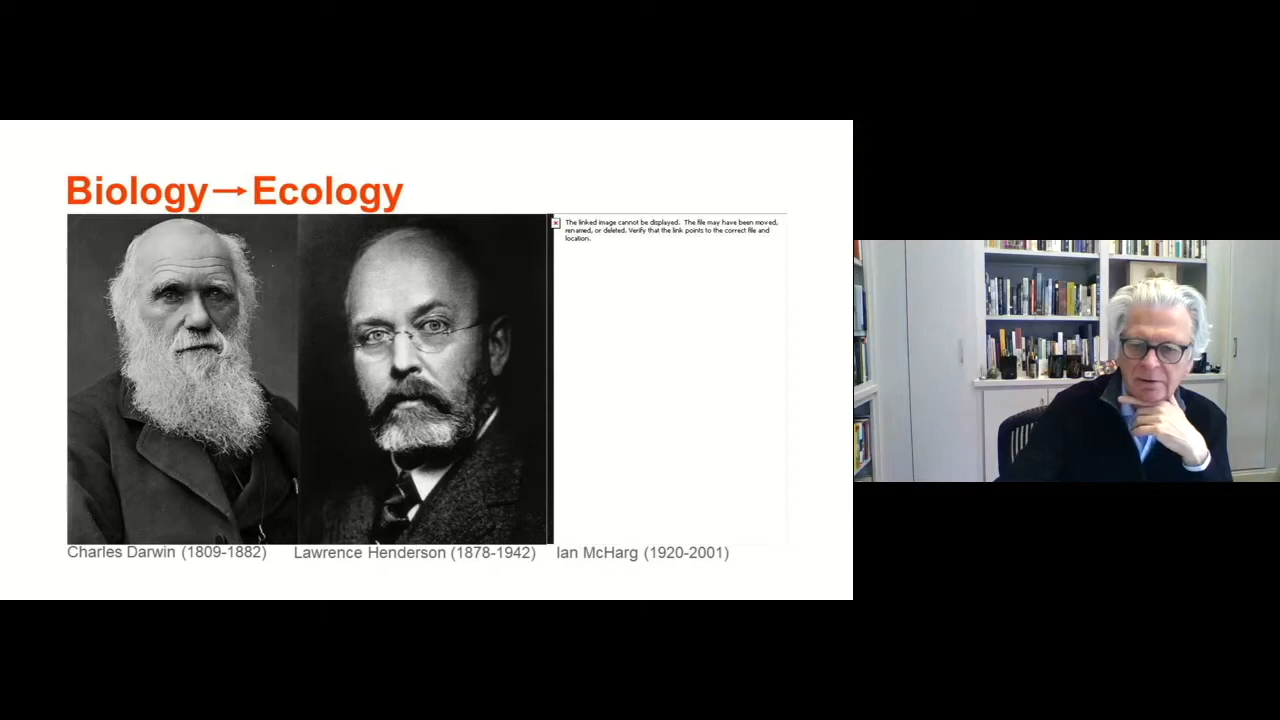 Biology→Ecology
The linked image cannot be displayed. The file may have been moved,
renamed, or deleted. Verify that the link points to the correct file and
location.
Charles Darwin (1809-1882)
Lawrence Henderson (1878-1942)
Ian McHarg (1920-2001)